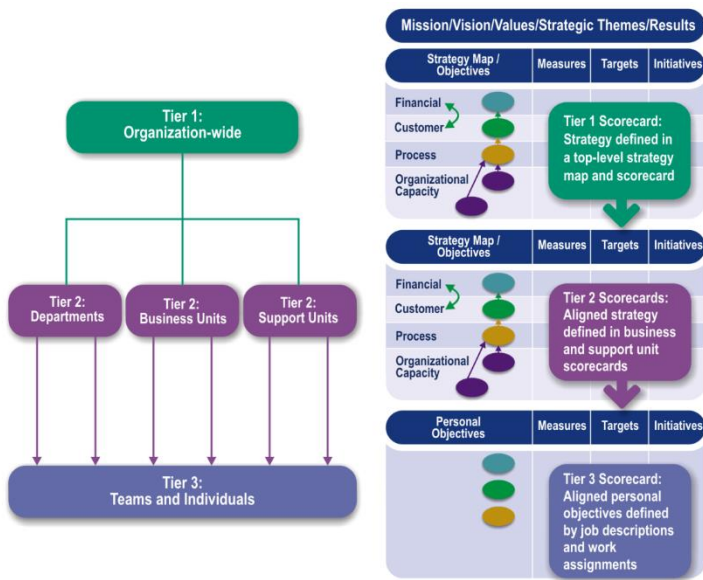 Tier 1:
Organization-wide
Tier 2:
Departments
Tier 2:
Business Units
Tier 2:
Support Units
Tier 3:
Teams and Individuals
Mission/Vision/Values/Strategic Themes/Results
Strategy Map /
Objectives
Measures
Targets
Initiatives
Financial
Customer
Process
Organizational
Capacity
Tier 1 Scorecard:
Strategy defined in
a top-level strategy
map and scorecard
Strategy Map /
Objectives
Measures
Targets
Initiatives
Financial
Customer
Process
Organizational
Capacity
Tier 2 Scorecards:
Aligned strategy
defined in business
and support unit
scorecards
Personal
Objectives
Measures
Targets
Initiatives
Tier 3 Scorecard:
Aligned personal
objectives defined
by job descriptions
and work
assignments